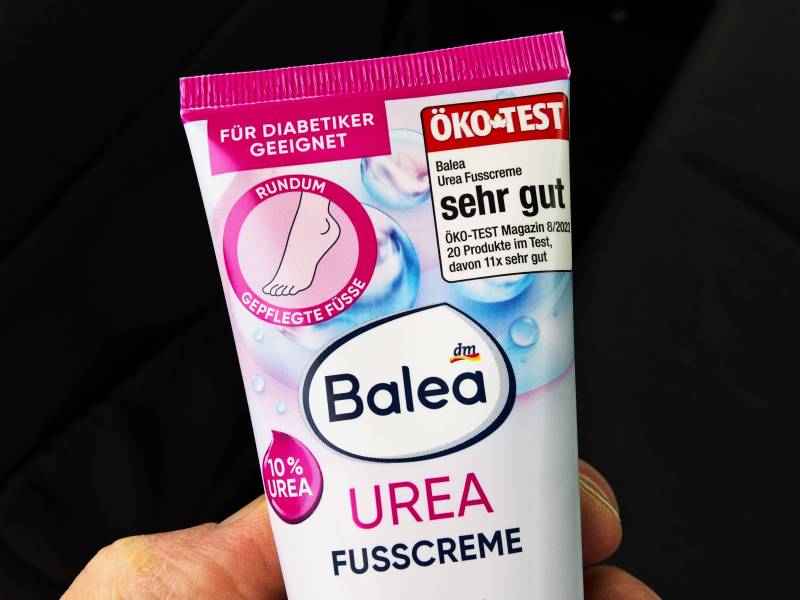 FÜR DIABETIKER
GEEIGNET
RUNDUM
GEPFLEGTE FÜSSE
ÖKO TEST
Balea
Urea Fusscreme
sehr gut
ÖKO-TEST Magazin 8/2023
20 Produkte im Test,
davon 11x sehr gut
dm
Balea
10%
UREA
UREA
FUSSCREME